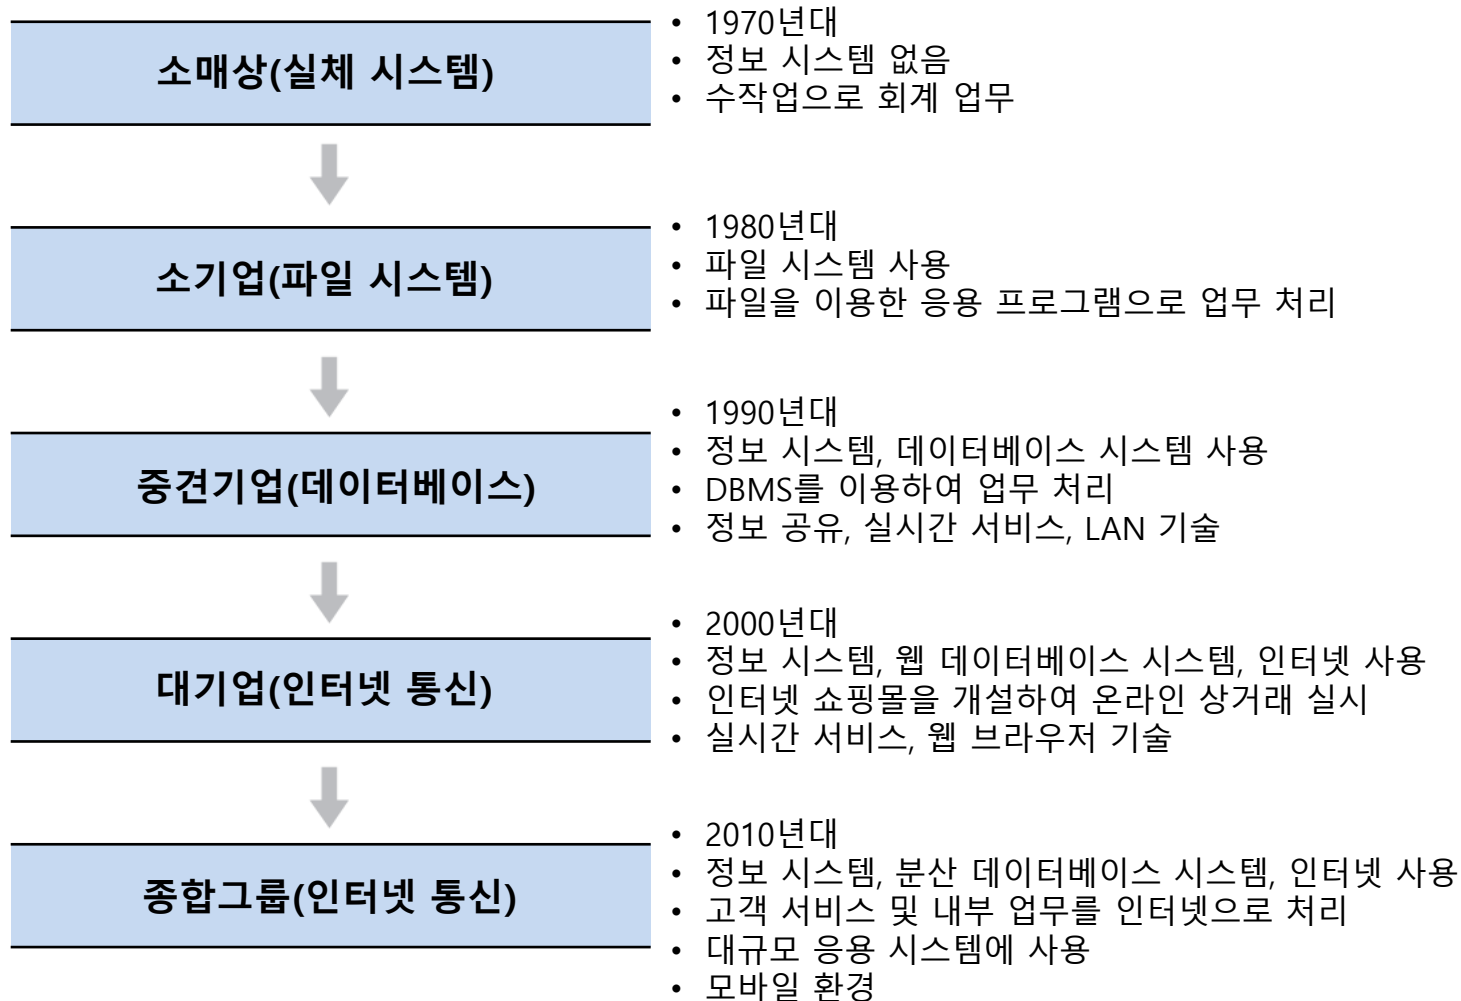 소매상(실체 시스템)
• 1970년대
• 정보 시스템 없음
• 수작업으로 회계 업무
소기업(파일 시스템)
• 1980년대
• 파일 시스템 사용
• 파일을 이용한 응용 프로그램으로 업무 처리
중견기업(데이터베이스)
• 1990년대
• 정보 시스템, 데이터베이스 시스템 사용
• DBMS를 이용하여 업무 처리
• 정보 공유, 실시간 서비스, LAN 기술
대기업(인터넷 통신)
• 2000년대
• 정보 시스템, 웹 데이터베이스 시스템, 인터넷 사용
• 인터넷 쇼핑몰을 개설하여 온라인 상거래 실시
• 실시간 서비스, 웹 브라우저 기술
종합그룹(인터넷 통신)
• 2010년대
• 정보 시스템, 분산 데이터베이스 시스템, 인터넷 사용
• 고객 서비스 및 내부 업무를 인터넷으로 처리
• 대규모 응용 시스템에 사용
• 모바일 환경